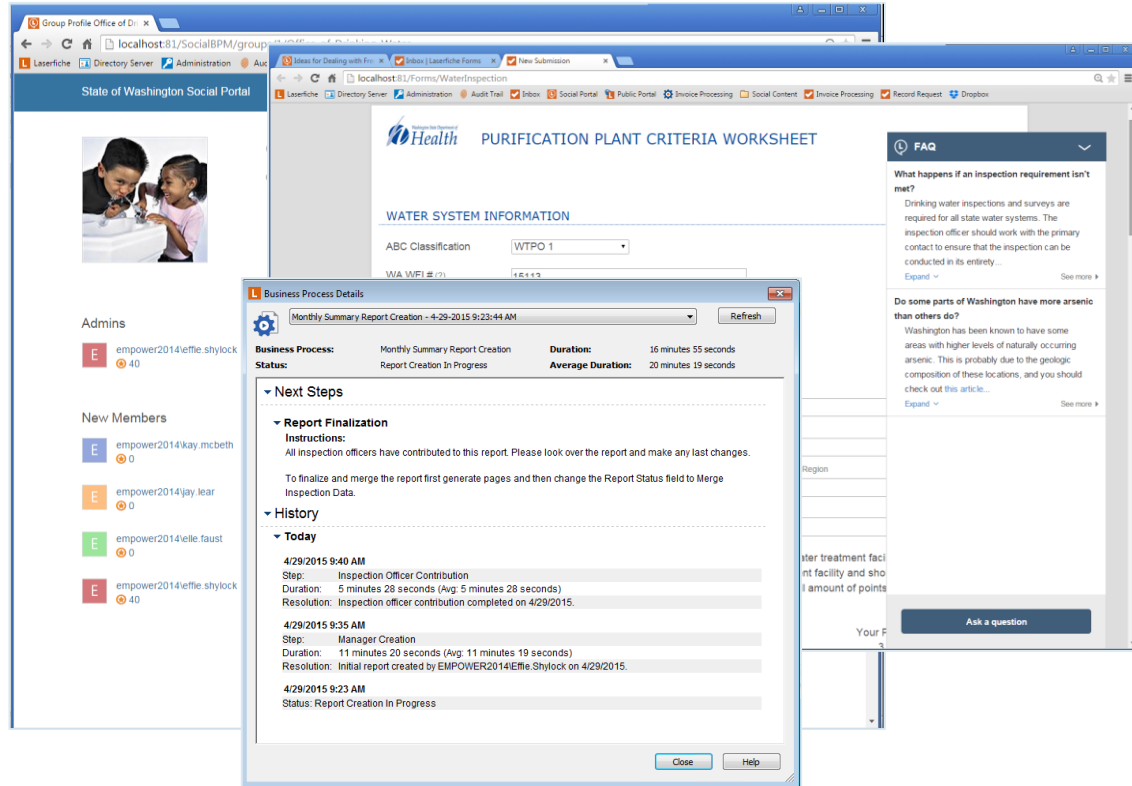 Group Profile Office of Dri
localhost:81/SocialBPM/group
Laserfiche Directory Server Administration Aud
State of Washington Social Portal
Admins
E empower2014\effie.shylock
40
New Members
E empower2014\kay.mcbeth
0
E empower2014\jay.lear
0
E empower2014\elle.faust
0
E empower2014\effie.shylock
40
Ideas for Dealing with Fre Inbox | Laserfiche Forms New Submission
localhost:81/Forms/WaterInspection
Laserfiche Directory Server Administration Audit Trail Inbox Social Portal Public Portal Invoice Processing Social Content Invoice Processing Record Request Dropbox
Washington State Department of
Health
PURIFICATION PLANT CRITERIA WORKSHEET
WATER SYSTEM INFORMATION
ABC Classification WTPO 1
WA WFI # (?) 15113
Region
ater treatment faci
nt facility and sho
l amount of points
Your P
3
FAQ
What happens if an inspection requirement isn't
met?
Drinking water inspections and surveys are
required for all state water systems. The
inspection officer should work with the primary
contact to ensure that the inspection can be
conducted in its entirety...
Expand See more
Do some parts of Washington have more arsenic
than others do?
Washington has been known to have some
areas with higher levels of naturally occurring
arsenic. This is probably due to the geologic
composition of these locations, and you should
check out this article...
Expand See more
Ask a question
Business Process Details
Monthly Summary Report Creation - 4-29-2015 9:23:44 AM Refresh
Business Process: Monthly Summary Report Creation Duration: 16 minutes 55 seconds
Status: Report Creation In Progress Average Duration: 20 minutes 19 seconds
Next Steps
Report Finalization
Instructions:
All inspection officers have contributed to this report. Please look over the report and make any last changes.
To finalize and merge the report first generate pages and then change the Report Status field to Merge
Inspection Data.
History
Today
4/29/2015 9:40 AM
Step: Inspection Officer Contribution
Duration: 5 minutes 28 seconds (Avg: 5 minutes 28 seconds)
Resolution: Inspection officer contribution completed on 4/29/2015.
4/29/2015 9:35 AM
Step: Manager Creation
Duration: 11 minutes 20 seconds (Avg: 11 minutes 19 seconds)
Resolution: Initial report created by EMPOWER2014\Effie.Shylock on 4/29/2015.
4/29/2015 9:23 AM
Status: Report Creation In Progress
Close Help